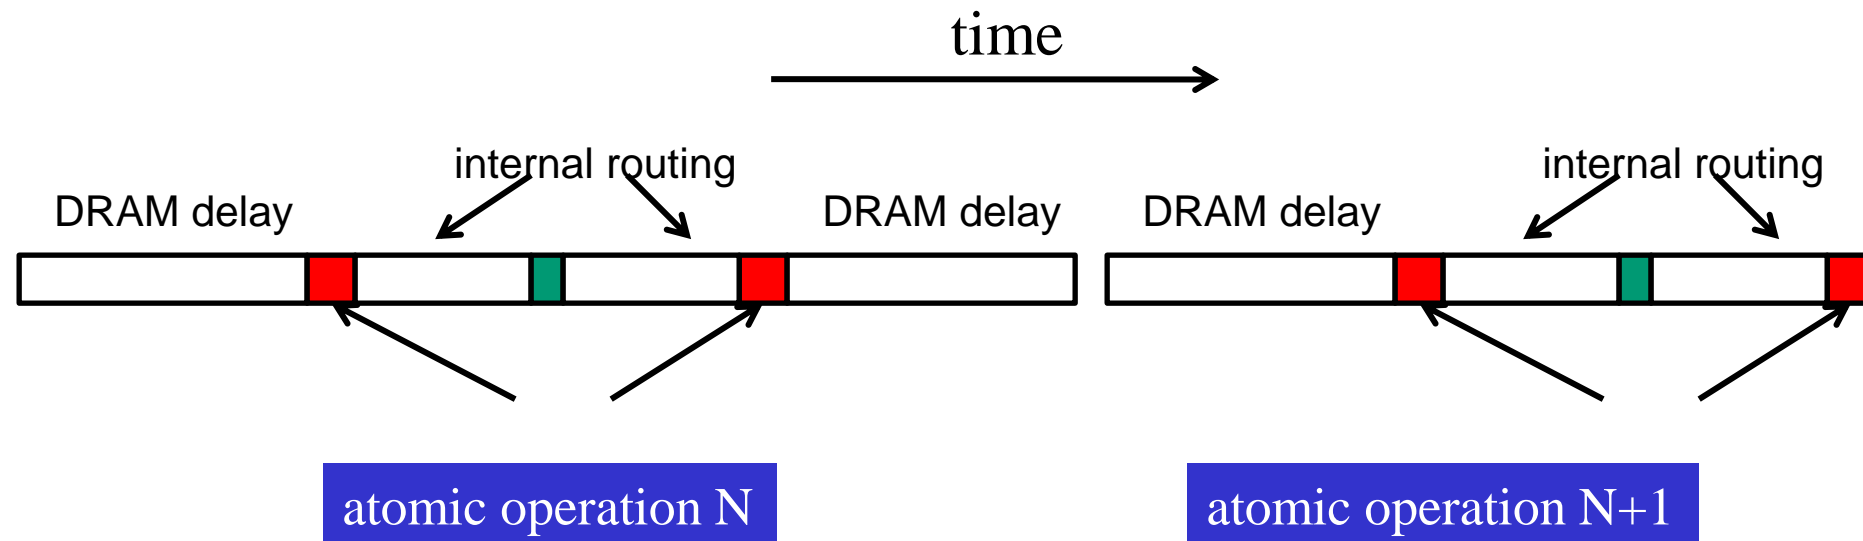 time
internal routing
internal routing
DRAM delay
DRAM delay
DRAM delay
atomic operation N
atomic operation N+1